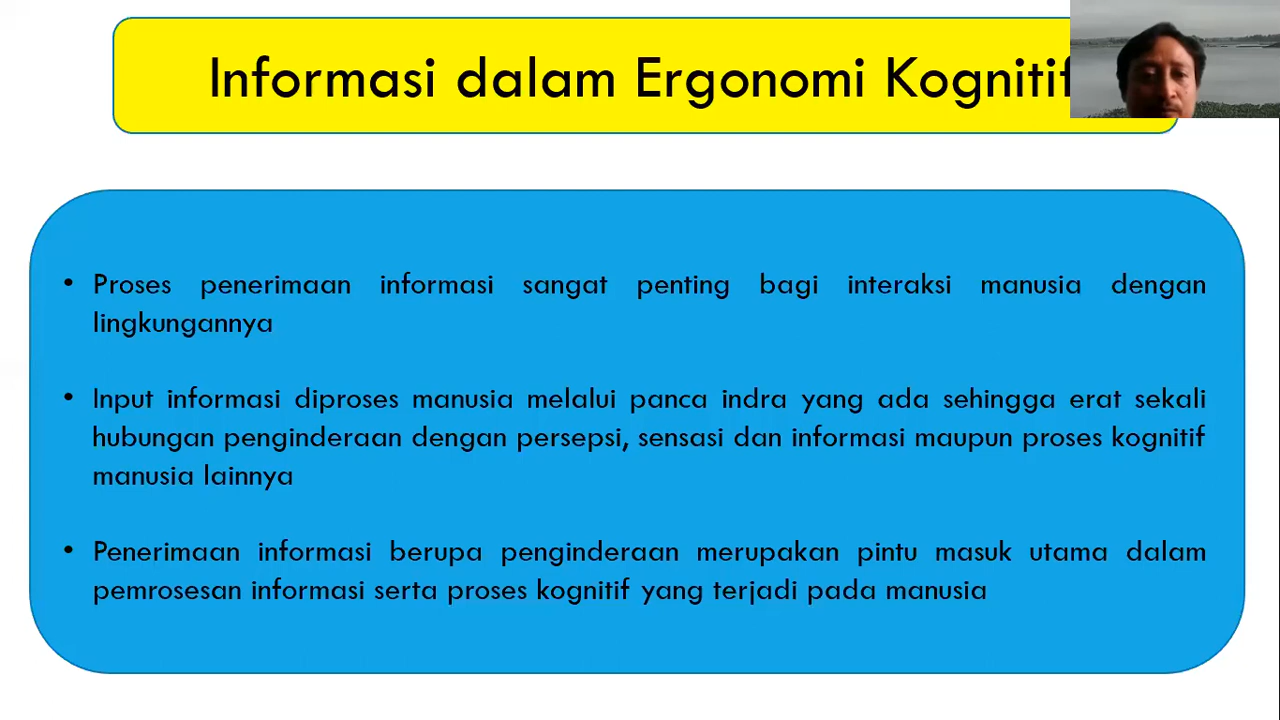 Informasi dalam Ergonomi Kognitif
• Proses penerimaan informasi sangat penting bagi interaksi manusia dengan
lingkungannya
• Input informasi diproses manusia melalui panca indra yang ada sehingga erat sekali
hubungan penginderaan dengan persepsi, sensasi dan informasi maupun proses kognitif
manusia lainnya
• Penerimaan informasi berupa penginderaan merupakan pintu masuk utama dalam
pemrosesan informasi serta proses kognitif yang terjadi pada manusia